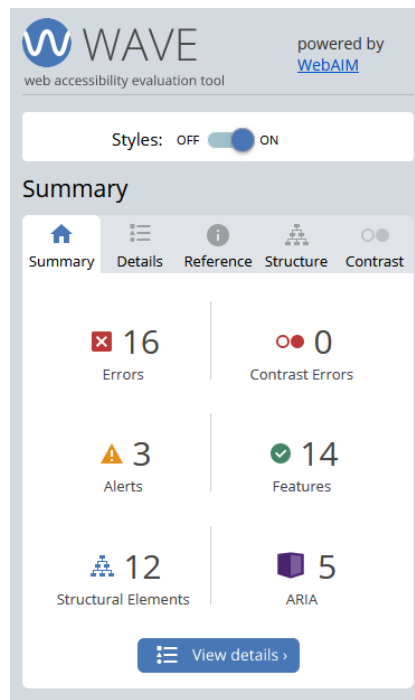 WAVE
powered by
WebAIM
web accessibility evaluation tool
Styles: OFF ON
Summary
Summary Details Reference Structure Contrast
16 0
Errors Contrast Errors
3 14
Alerts Features
12 5
Structural Elements ARIA
View details ›